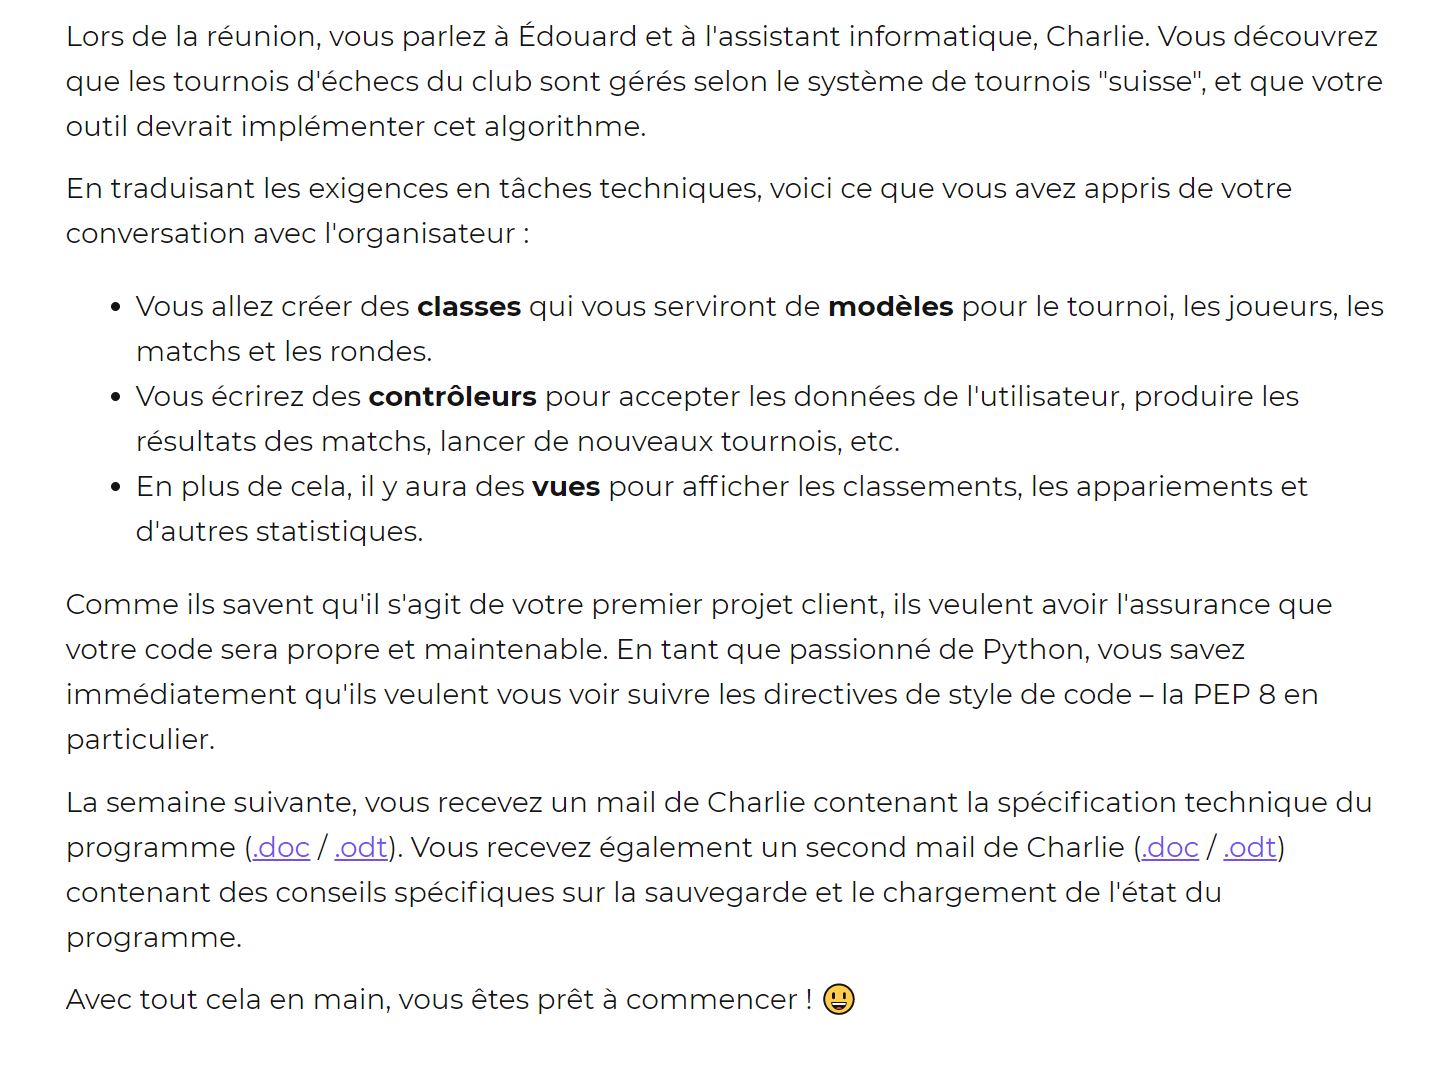 Lors de la réunion, vous parlez à Édouard et à l'assistant informatique, Charlie. Vous découvrez
que les tournois d'échecs du club sont gérés selon le système de tournois "suisse", et que votre
outil devrait implémenter cet algorithme.
En traduisant les exigences en tâches techniques, voici ce que vous avez appris de votre
conversation avec l'organisateur :
• Vous allez créer des classes qui vous serviront de modèles pour le tournoi, les joueurs, les
matchs et les rondes.
• Vous écrirez des contrôleurs pour accepter les données de l'utilisateur, produire les
résultats des matchs, lancer de nouveaux tournois, etc.
• En plus de cela, il y aura des vues pour afficher les classements, les appariements et
d'autres statistiques.
Comme ils savent qu'il s'agit de votre premier projet client, ils veulent avoir l'assurance que
votre code sera propre et maintenable. En tant que passionné de Python, vous savez
immédiatement qu'ils veulent vous voir suivre les directives de style de code – la PEP 8 en
particulier.
La semaine suivante, vous recevez un mail de Charlie contenant la spécification technique du
programme (.doc / .odt). Vous recevez également un second mail de Charlie (.doc / .odt)
contenant des conseils spécifiques sur la sauvegarde et le chargement de l'état du
programme.
Avec tout cela en main, vous êtes prêt à commencer ! 😃